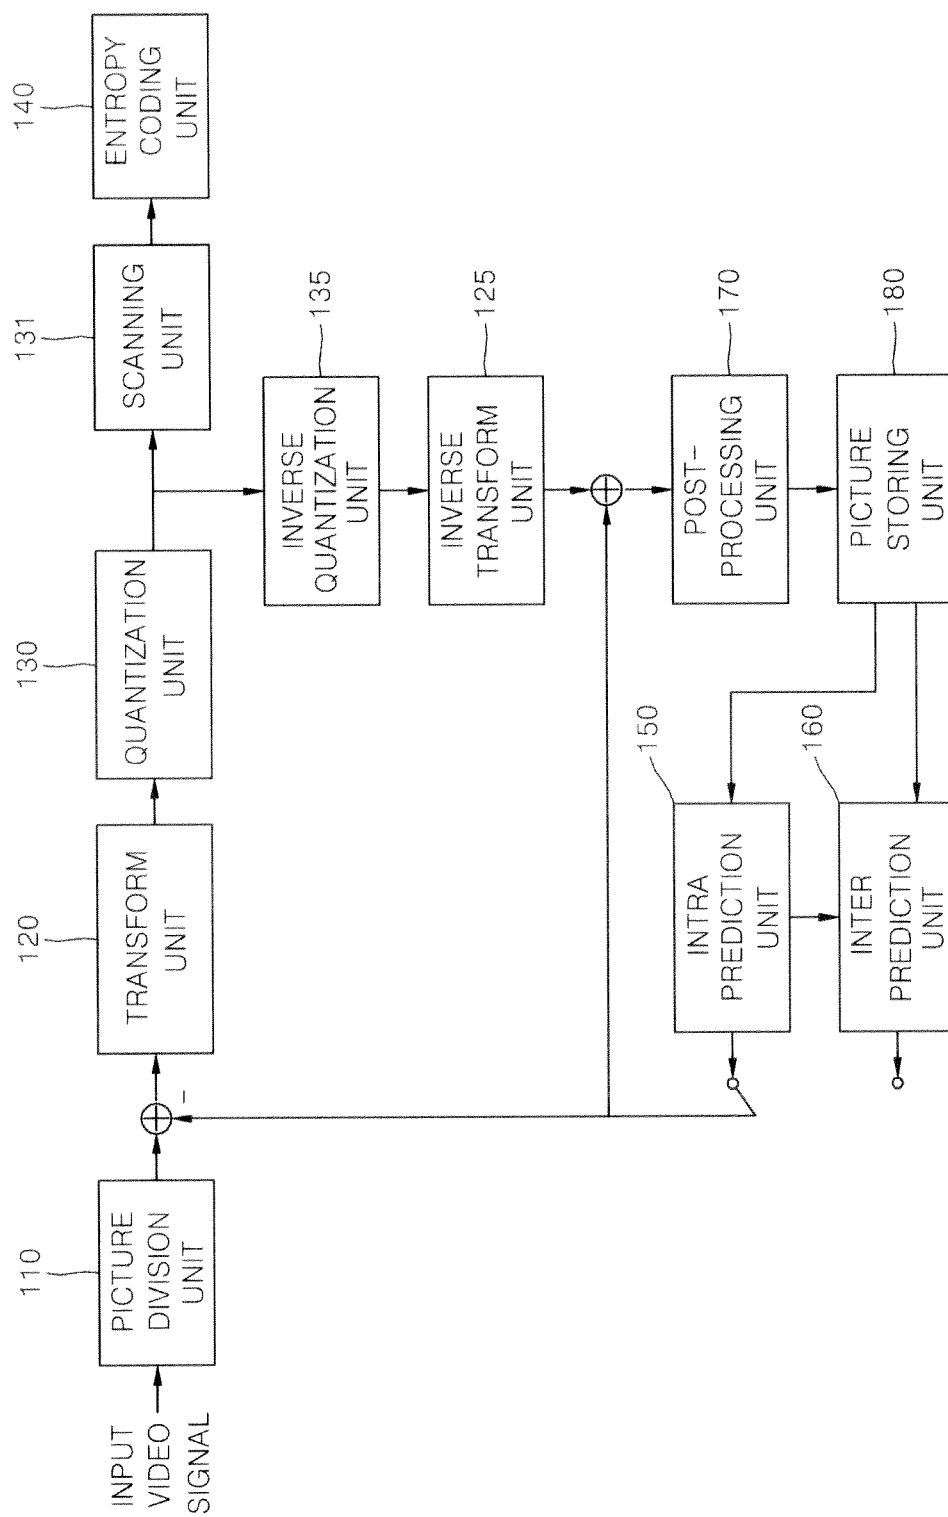 INPUT
VIDEO
SIGNAL
110
PICTURE
DIVISION
UNIT
-
120
TRANSFORM
UNIT
130
QUANTIZATION
UNIT
131
SCANNING
UNIT
140
ENTROPY
CODING
UNIT
INVERSE
QUANTIZATION
UNIT
135
INVERSE
TRANSFORM
UNIT
125
POST-
PROCESSING
UNIT
170
150
INTRA
PREDICTION
UNIT
PICTURE
STORING
UNIT
180
160
INTER
PREDICTION
UNIT